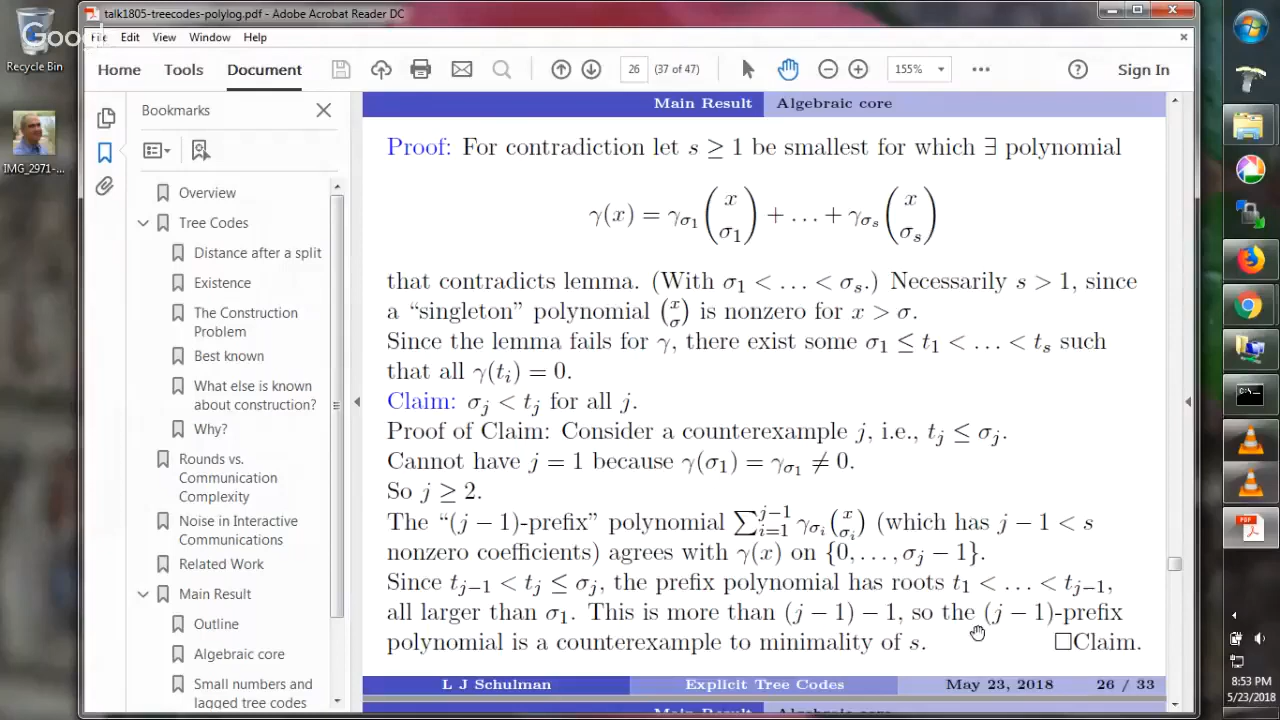 talk1805-treecodes-polylog.pdf - Adobe Acrobat Reader DC
Edit View Window Help
Recycle Bin
IMG_2971-...
Home Tools Document 26 (37 of 47) 155% Sign In
Bookmarks
Overview
Tree Codes
Distance after a split
Existence
The Construction
Problem
Best known
What else is known
about construction?
Why?
Rounds vs.
Communication
Complexity
Noise in Interactive
Communications
Related Work
Main Result
Outline
Algebraic core
Small numbers and
lagged tree codes
Main Result Algebraic core
Proof: For contradiction let s ≥ 1 be smallest for which ∃ polynomial
γ(x) = γ_{σ_1} \binom{x}{σ_1} + … + γ_{σ_s} \binom{x}{σ_s}
that contradicts lemma. (With σ_1 < … < σ_s.) Necessarily s > 1, since
a “singleton” polynomial \binom{x}{σ} is nonzero for x > σ.
Since the lemma fails for γ, there exist some σ_1 ≤ t_1 < … < t_s such
that all γ(t_i) = 0.
Claim: σ_j < t_j for all j.
Proof of Claim: Consider a counterexample j, i.e., t_j ≤ σ_j.
Cannot have j = 1 because γ(σ_1) = γ_{σ_1} ≠ 0.
So j ≥ 2.
The “(j − 1)-prefix” polynomial ∑_{i=1}^{j−1} γ_{σ_i} \binom{x}{σ_i} (which has j − 1 < s
nonzero coefficients) agrees with γ(x) on {0, …, σ_j − 1}.
Since t_{j−1} < t_j ≤ σ_j, the prefix polynomial has roots t_1 < … < t_{j−1},
all larger than σ_1. This is more than (j − 1) − 1, so the (j − 1)-prefix
polynomial is a counterexample to minimality of s. □Claim.
L J Schulman Explicit Tree Codes May 23, 2018 26 / 33
8:53 PM
5/23/2018